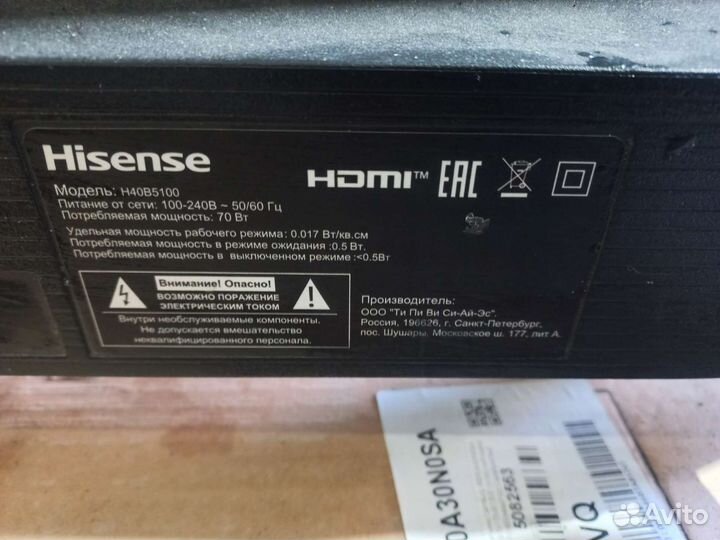 Hisense
HDMI™ EAC
Модель: H40B5100
Питание от сети: 100-240В ~ 50/60 Гц
Потребляемая мощность: 70 Вт
Удельная мощность рабочего режима: 0.017 Вт/кв.см
Потребляемая мощность в режиме ожидания :0.5 Вт.
Потребляемая мощность в выключенном режиме :<0.5Вт
Внимание! Опасно!
ВОЗМОЖНО ПОРАЖЕНИЕ
ЭЛЕКТРИЧЕСКИМ ТОКОМ
Внутри необслуживаемые компоненты.
Не допускается вмешательство
неквалифицированного персонала.
Производитель:
ООО "Ти Пи Ви Си-Ай-Эс".
Россия, 196626, г. Санкт-Петербург,
пос. Шушары, Московское ш. 177, лит А.
0A30N0SA
5082563
VQ
Avito